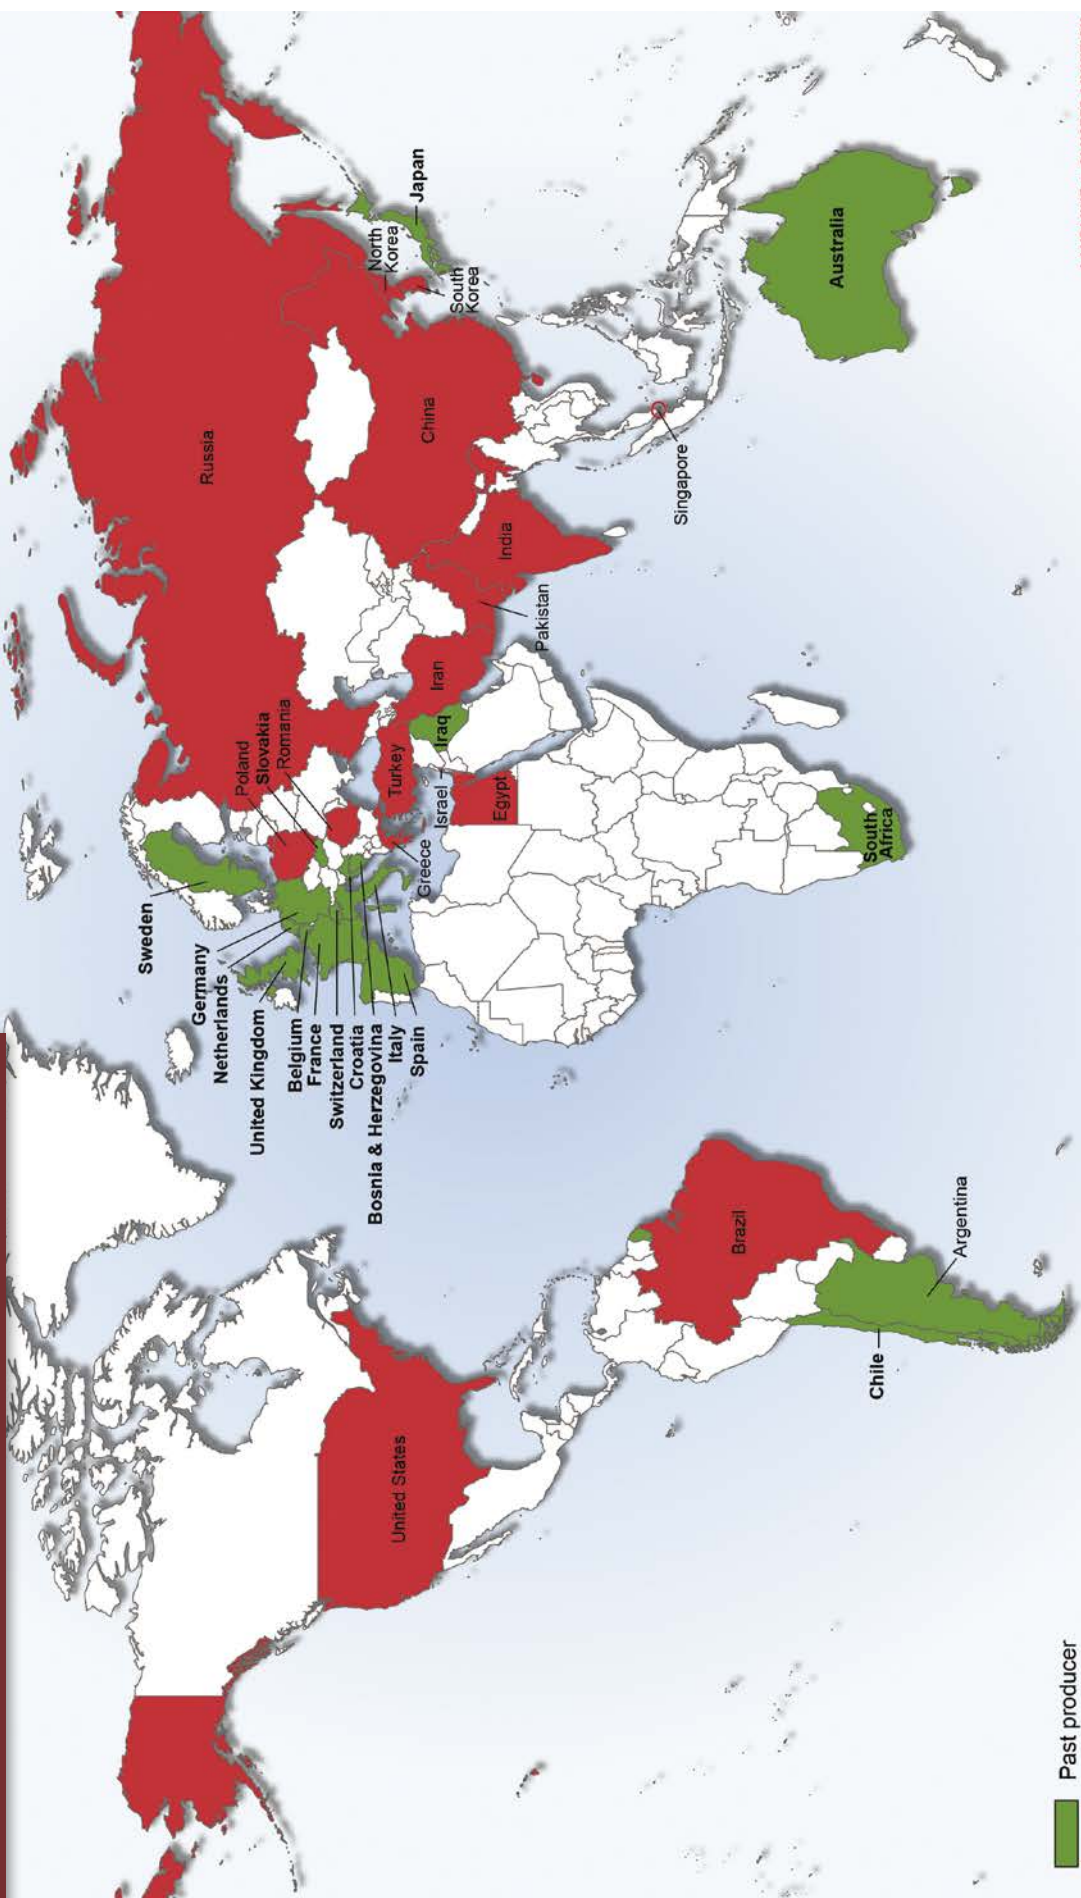 Russia
China
North
Korea
South
Korea
Japan
Australia
Singapore
India
Pakistan
Iran
Iraq
Turkey
Israel
Egypt
Greece
Poland
Slovakia
Romania
Sweden
Germany
Netherlands
United Kingdom
Belgium
France
Switzerland
Croatia
Bosnia & Herzegovina
Italy
Spain
South
Africa
United States
Brazil
Argentina
Chile
Past producer